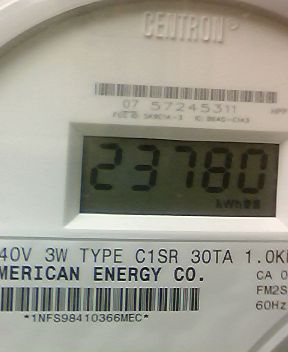 CENTRON®
07 57245311
23780
kWh
40V 3W TYPE C1SR 30TA 1.0K
MERICAN ENERGY CO.
CA 0
FM2S
60Hz
*1NFS98410366MEC*